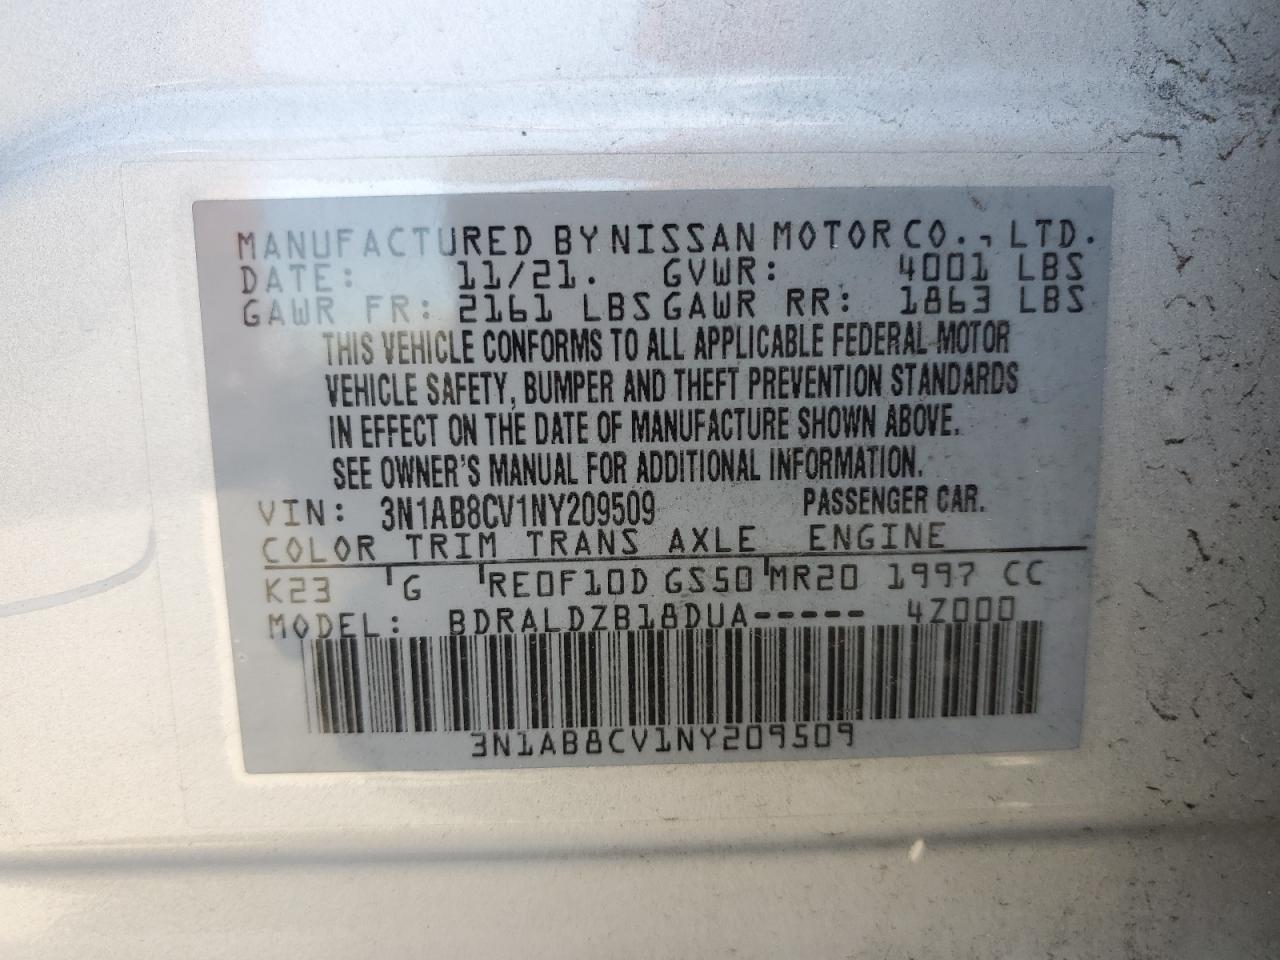 MANUFACTURED BY NISSAN MOTOR CO., LTD.
DATE: 11/21. GVWR: 4001 LBS
GAWR FR: 2161 LBS GAWR RR: 1863 LBS
THIS VEHICLE CONFORMS TO ALL APPLICABLE FEDERAL MOTOR
VEHICLE SAFETY, BUMPER AND THEFT PREVENTION STANDARDS
IN EFFECT ON THE DATE OF MANUFACTURE SHOWN ABOVE.
SEE OWNER'S MANUAL FOR ADDITIONAL INFORMATION.
VIN: 3N1AB8CV1NY209509 PASSENGER CAR.
COLOR TRIM TRANS AXLE ENGINE
K23 G RE0F10D GS50 MR20 1997 CC
MODEL: BDRALDZB18DUA----- 4Z000
3N1AB8CV1NY209509